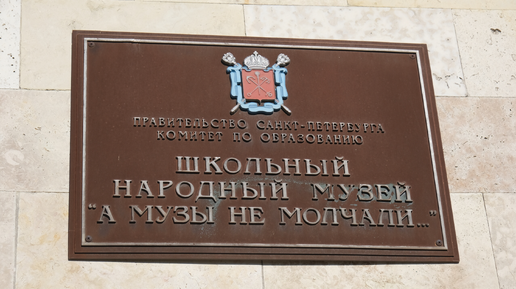 ПРАВИТЕЛЬСТВО САНКТ-ПЕТЕРБУРГА
КОМИТЕТ ПО ОБРАЗОВАНИЮ
ШКОЛЬНЫЙ
НАРОДНЫЙ МУЗЕЙ
"А МУЗЫ НЕ МОЛЧАЛИ..."